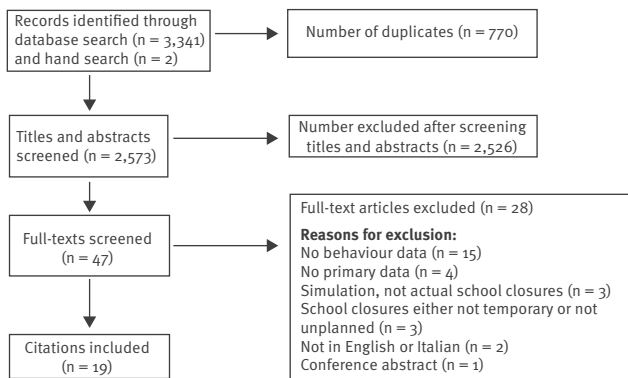 Records identified through
database search (n = 3,341)
and hand search (n = 2)
Number of duplicates (n = 770)
Titles and abstracts
screened (n = 2,573)
Number excluded after screening
titles and abstracts (n = 2,526)
Full-texts screened
(n = 47)
Full-text articles excluded (n = 28)
Reasons for exclusion:
No behaviour data (n = 15)
No primary data (n = 4)
Simulation, not actual school closures (n = 3)
School closures either not temporary or not
unplanned (n = 3)
Not in English or Italian (n = 2)
Conference abstract (n = 1)
Citations included
(n = 19)